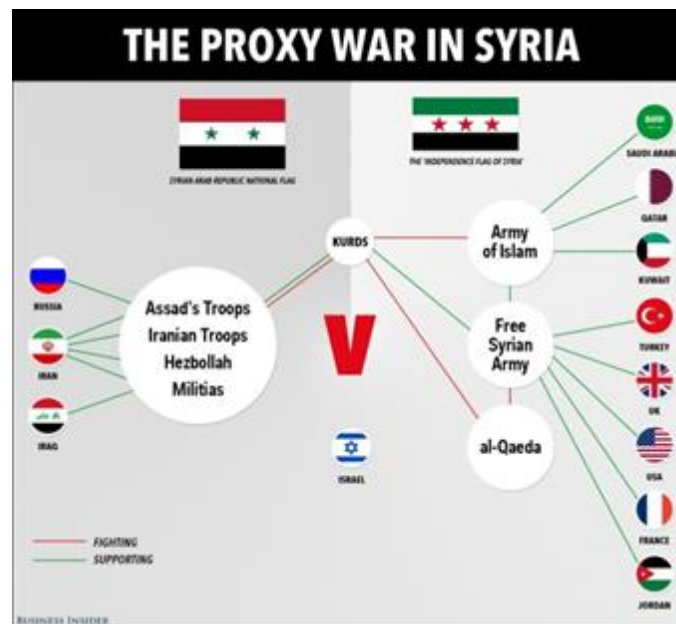 THE PROXY WAR IN SYRIA
SYRIAN ARAB REPUBLIC NATIONAL FLAG
THE 'INDEPENDENCE FLAG OF SYRIA'
SAUDI ARABI
QATAR
KUWAIT
TURKEY
UK
USA
FRANCE
JORDAN
KURDS
Army
of Islam
Free
Syrian
Army
al-Qaeda
RUSSIA
IRAN
IRAQ
Assad's Troops
Iranian Troops
Hezbollah
Militias
V
ISRAEL
FIGHTING
SUPPORTING
BUSINESS INSIDER